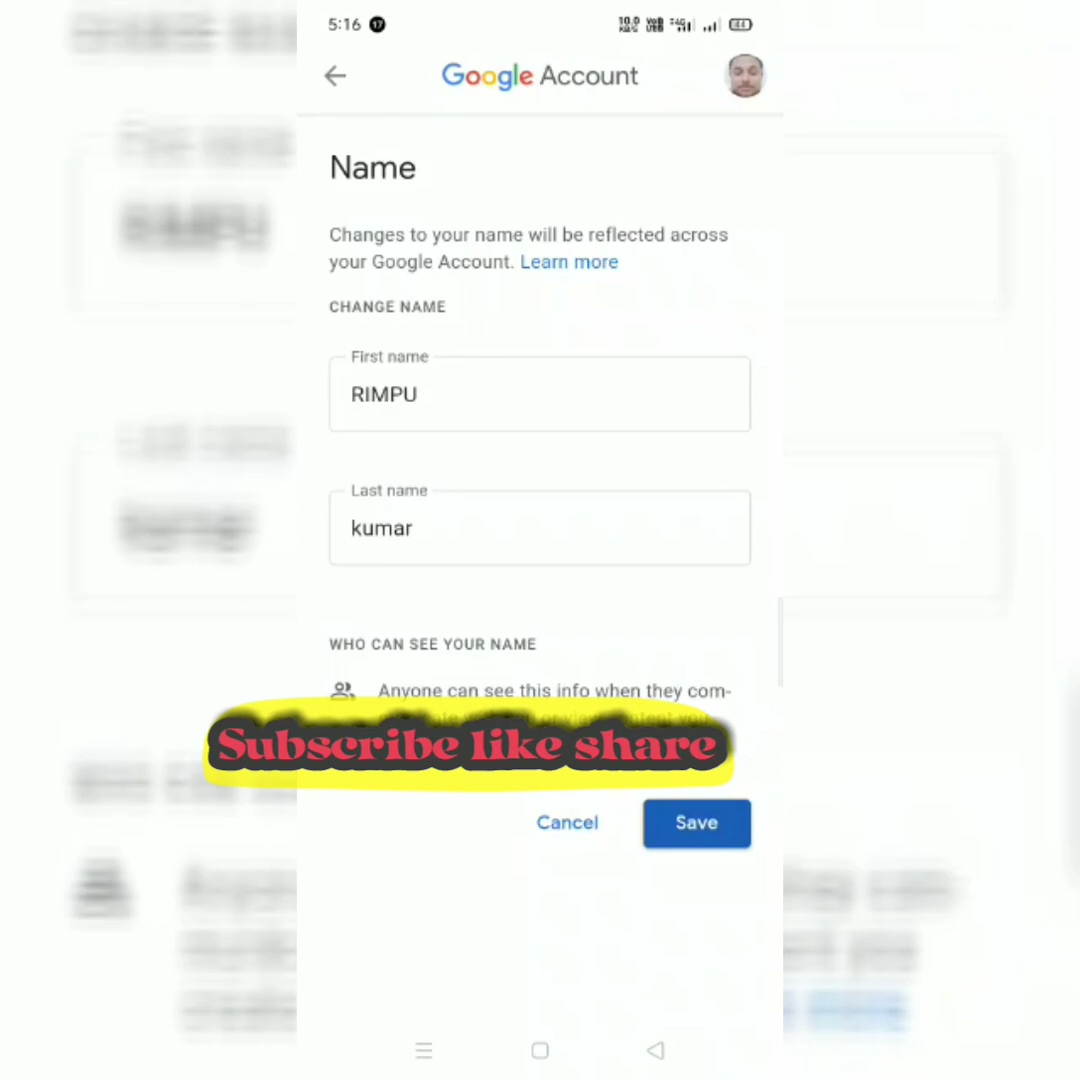 5:16 17
Google Account
Name
Changes to your name will be reflected across
your Google Account. Learn more
CHANGE NAME
First name
RIMPU
Last name
kumar
WHO CAN SEE YOUR NAME
Anyone can see this info when they com-
Subscribe like share
Cancel Save